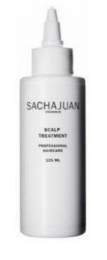 SACHAJUAN
SCALP
TREATMENT
PROFESSIONAL
HAIRCARE
125 ML